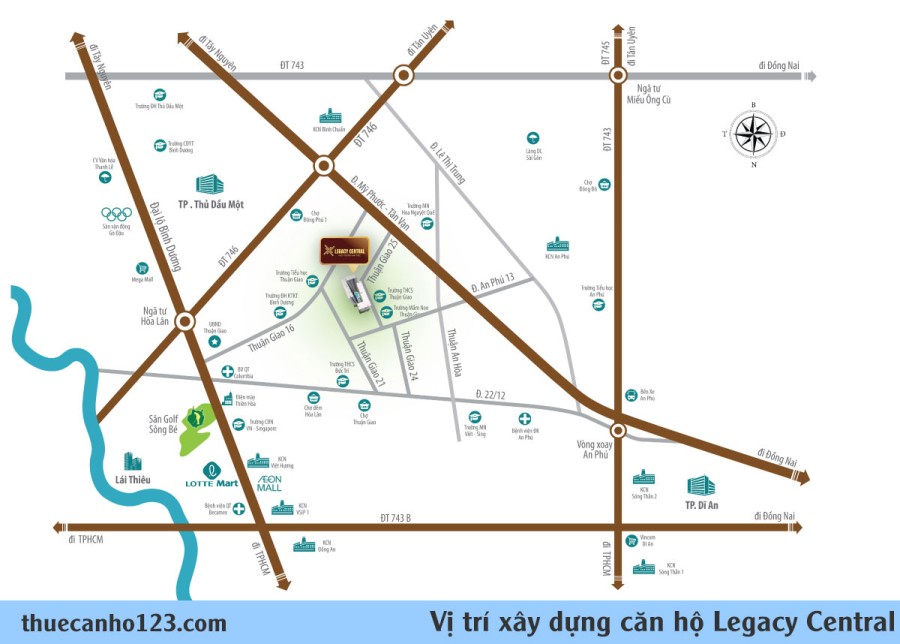 đi Tây Nguyên
đi Tây Nguyên
đi Tân Uyên
ĐT 745
đi Tân Uyên
ĐT 743
đi Đồng Nai
Ngã tư
Miếu Ông Cù
Trường ĐH Thủ Dầu Một
KCN Bình Chuẩn
ĐT 746
ĐT 743
B
T
Đ
N
Trường CĐYT
Bình Dương
CV Văn hóa
Thanh Lễ
Đ. Lê Thị Trung
Làng DL
Sài Gòn
TP . Thủ Dầu Một
Đ. Mỹ Phước - Tân Vạn
Chợ
Đông Phú 1
Trường MN
Hoa Nguyệt Quế
Chợ
Bông Đỏ
Đại lộ Bình Dương
Sân vận động
Gò Đậu
ĐT 746
LEGACY CENTRAL
Thuận Giao 25
KCN An Phú
Mega Mall
Trường Tiểu học
Thuận Giao
Đ. An Phú 13
Trường THCS
Thuận Giao
Trường Tiểu học
An Phú
Trường ĐH KTKT
Bình Dương
Trường Mầm Non
Thuận Giao
Ngã tư
Hòa Lân
UBND
Thuận Giao
Thuận Giao 16
Thuận An Hòa
Thuận Giao 21
Thuận Giao 24
BV QT
Columbia
Trường THCS
Đức Trí
Đ. 22/12
Điện máy
Thiên Hòa
Chợ đêm
Hòa Lân
Chợ
Thuận Giao
Bến Xe
An Phú
Sân Golf
Sông Bé
Trường CĐN
VN - Singapore
Trường MN
Việt - Tăng
Bệnh viện ĐK
An Phú
Vòng xoay
An Phú
đi Đồng Nai
KCN
Việt Hương
Lái Thiêu
LOTTE Mart
ÆON
MALL
KCN
Sóng Thần 2
TP. Dĩ An
Bệnh viện QT
Becamex
KCN
VSIP 1
ĐT 743 B
đi Đồng Nai
đi TPHCM
đi TPHCM
KCN
Đồng An
đi TPHCM
Vincom
Dĩ An
KCN
Sóng Thần 1
thuecanho123.com
Vị trí xây dựng căn hộ Legacy Central